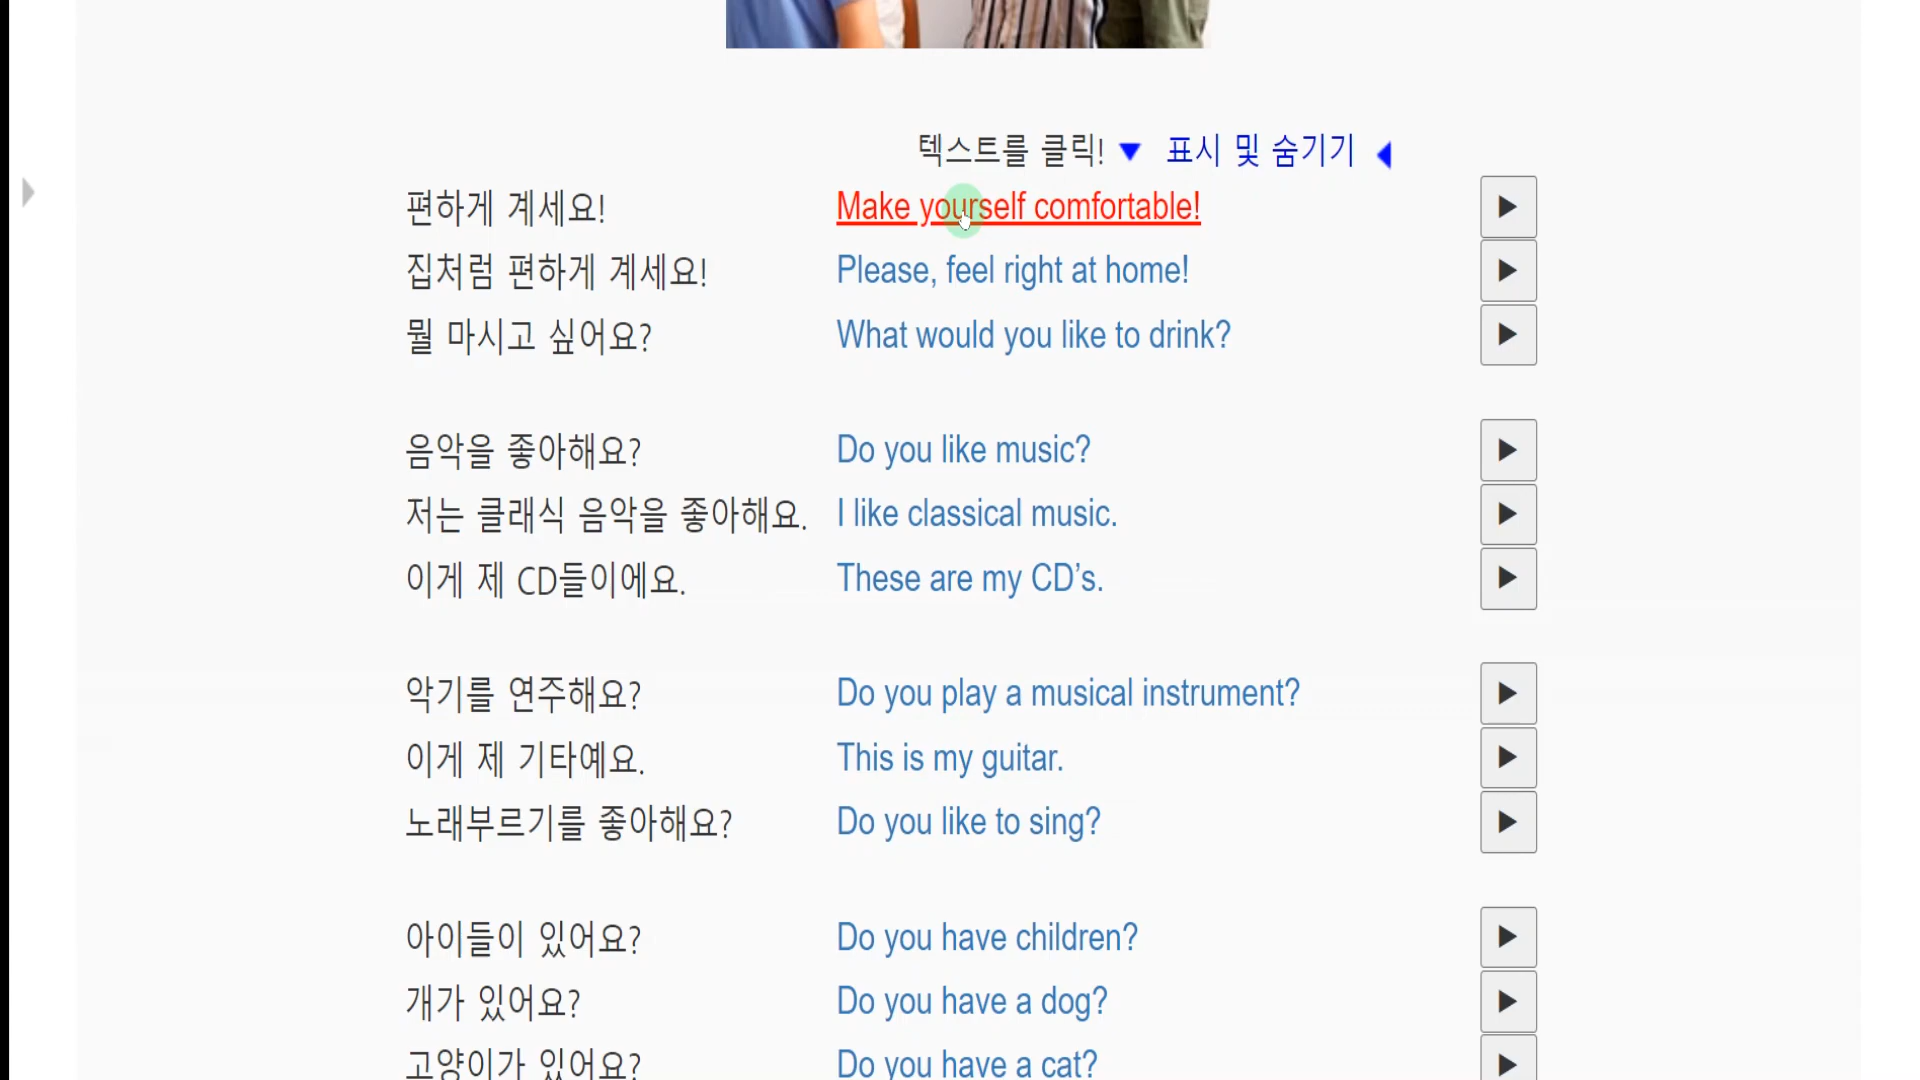 텍스트를 클릭! ▼ 표시 및 숨기기 ◀
편하게 계세요! Make yourself comfortable!
집처럼 편하게 계세요! Please, feel right at home!
뭘 마시고 싶어요? What would you like to drink?
음악을 좋아해요? Do you like music?
저는 클래식 음악을 좋아해요. I like classical music.
이게 제 CD들이에요. These are my CD’s.
악기를 연주해요? Do you play a musical instrument?
이게 제 기타예요. This is my guitar.
노래부르기를 좋아해요? Do you like to sing?
아이들이 있어요? Do you have children?
개가 있어요? Do you have a dog?
고양이가 있어요? Do you have a cat?